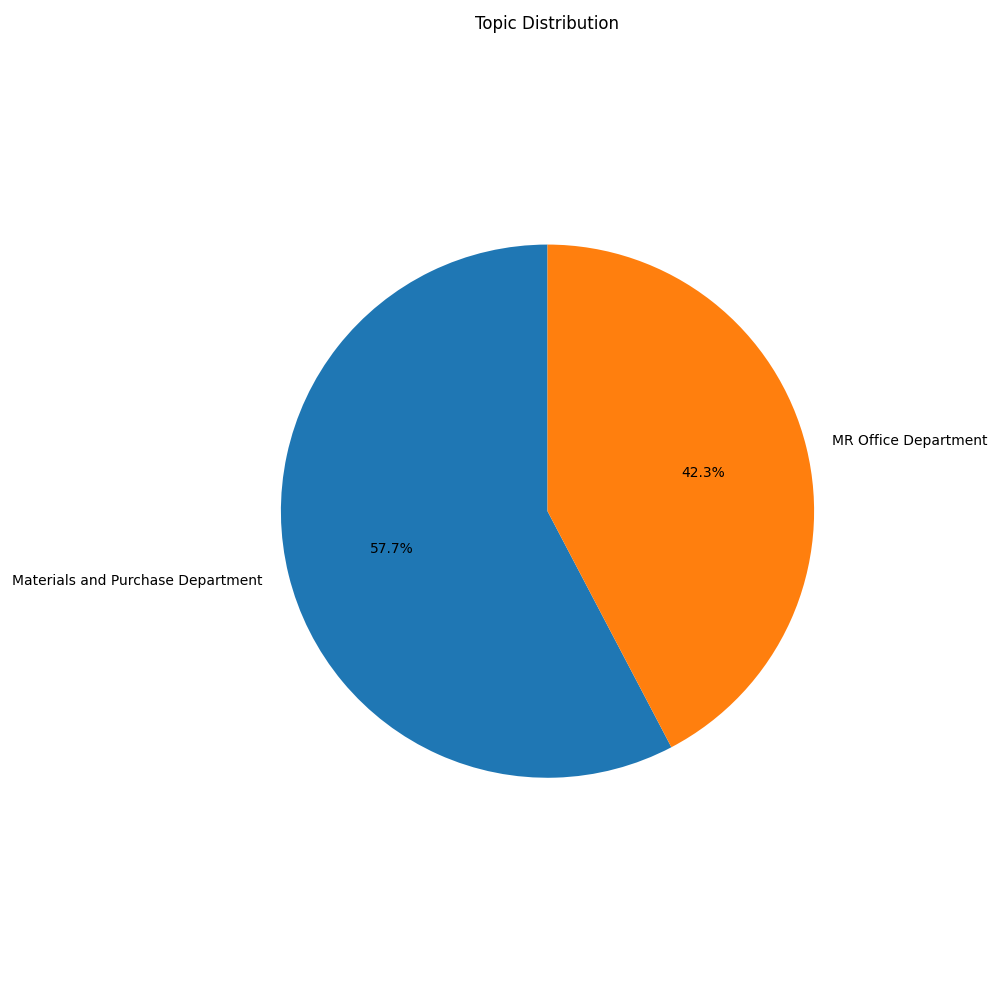 Topic Distribution
MR Office Department
42.3%
57.7%
Materials and Purchase Department